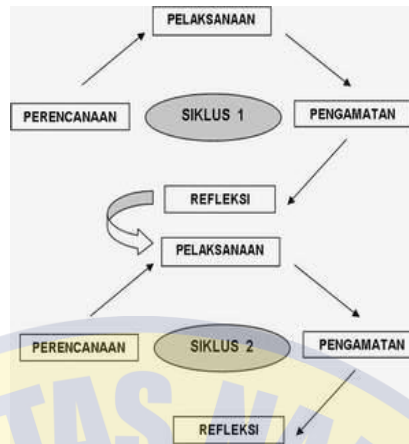 PELAKSANAAN
PERENCANAAN
SIKLUS 1
PENGAMATAN
REFLEKSI
PELAKSANAAN
PERENCANAAN
SIKLUS 2
PENGAMATAN
REFLEKSI